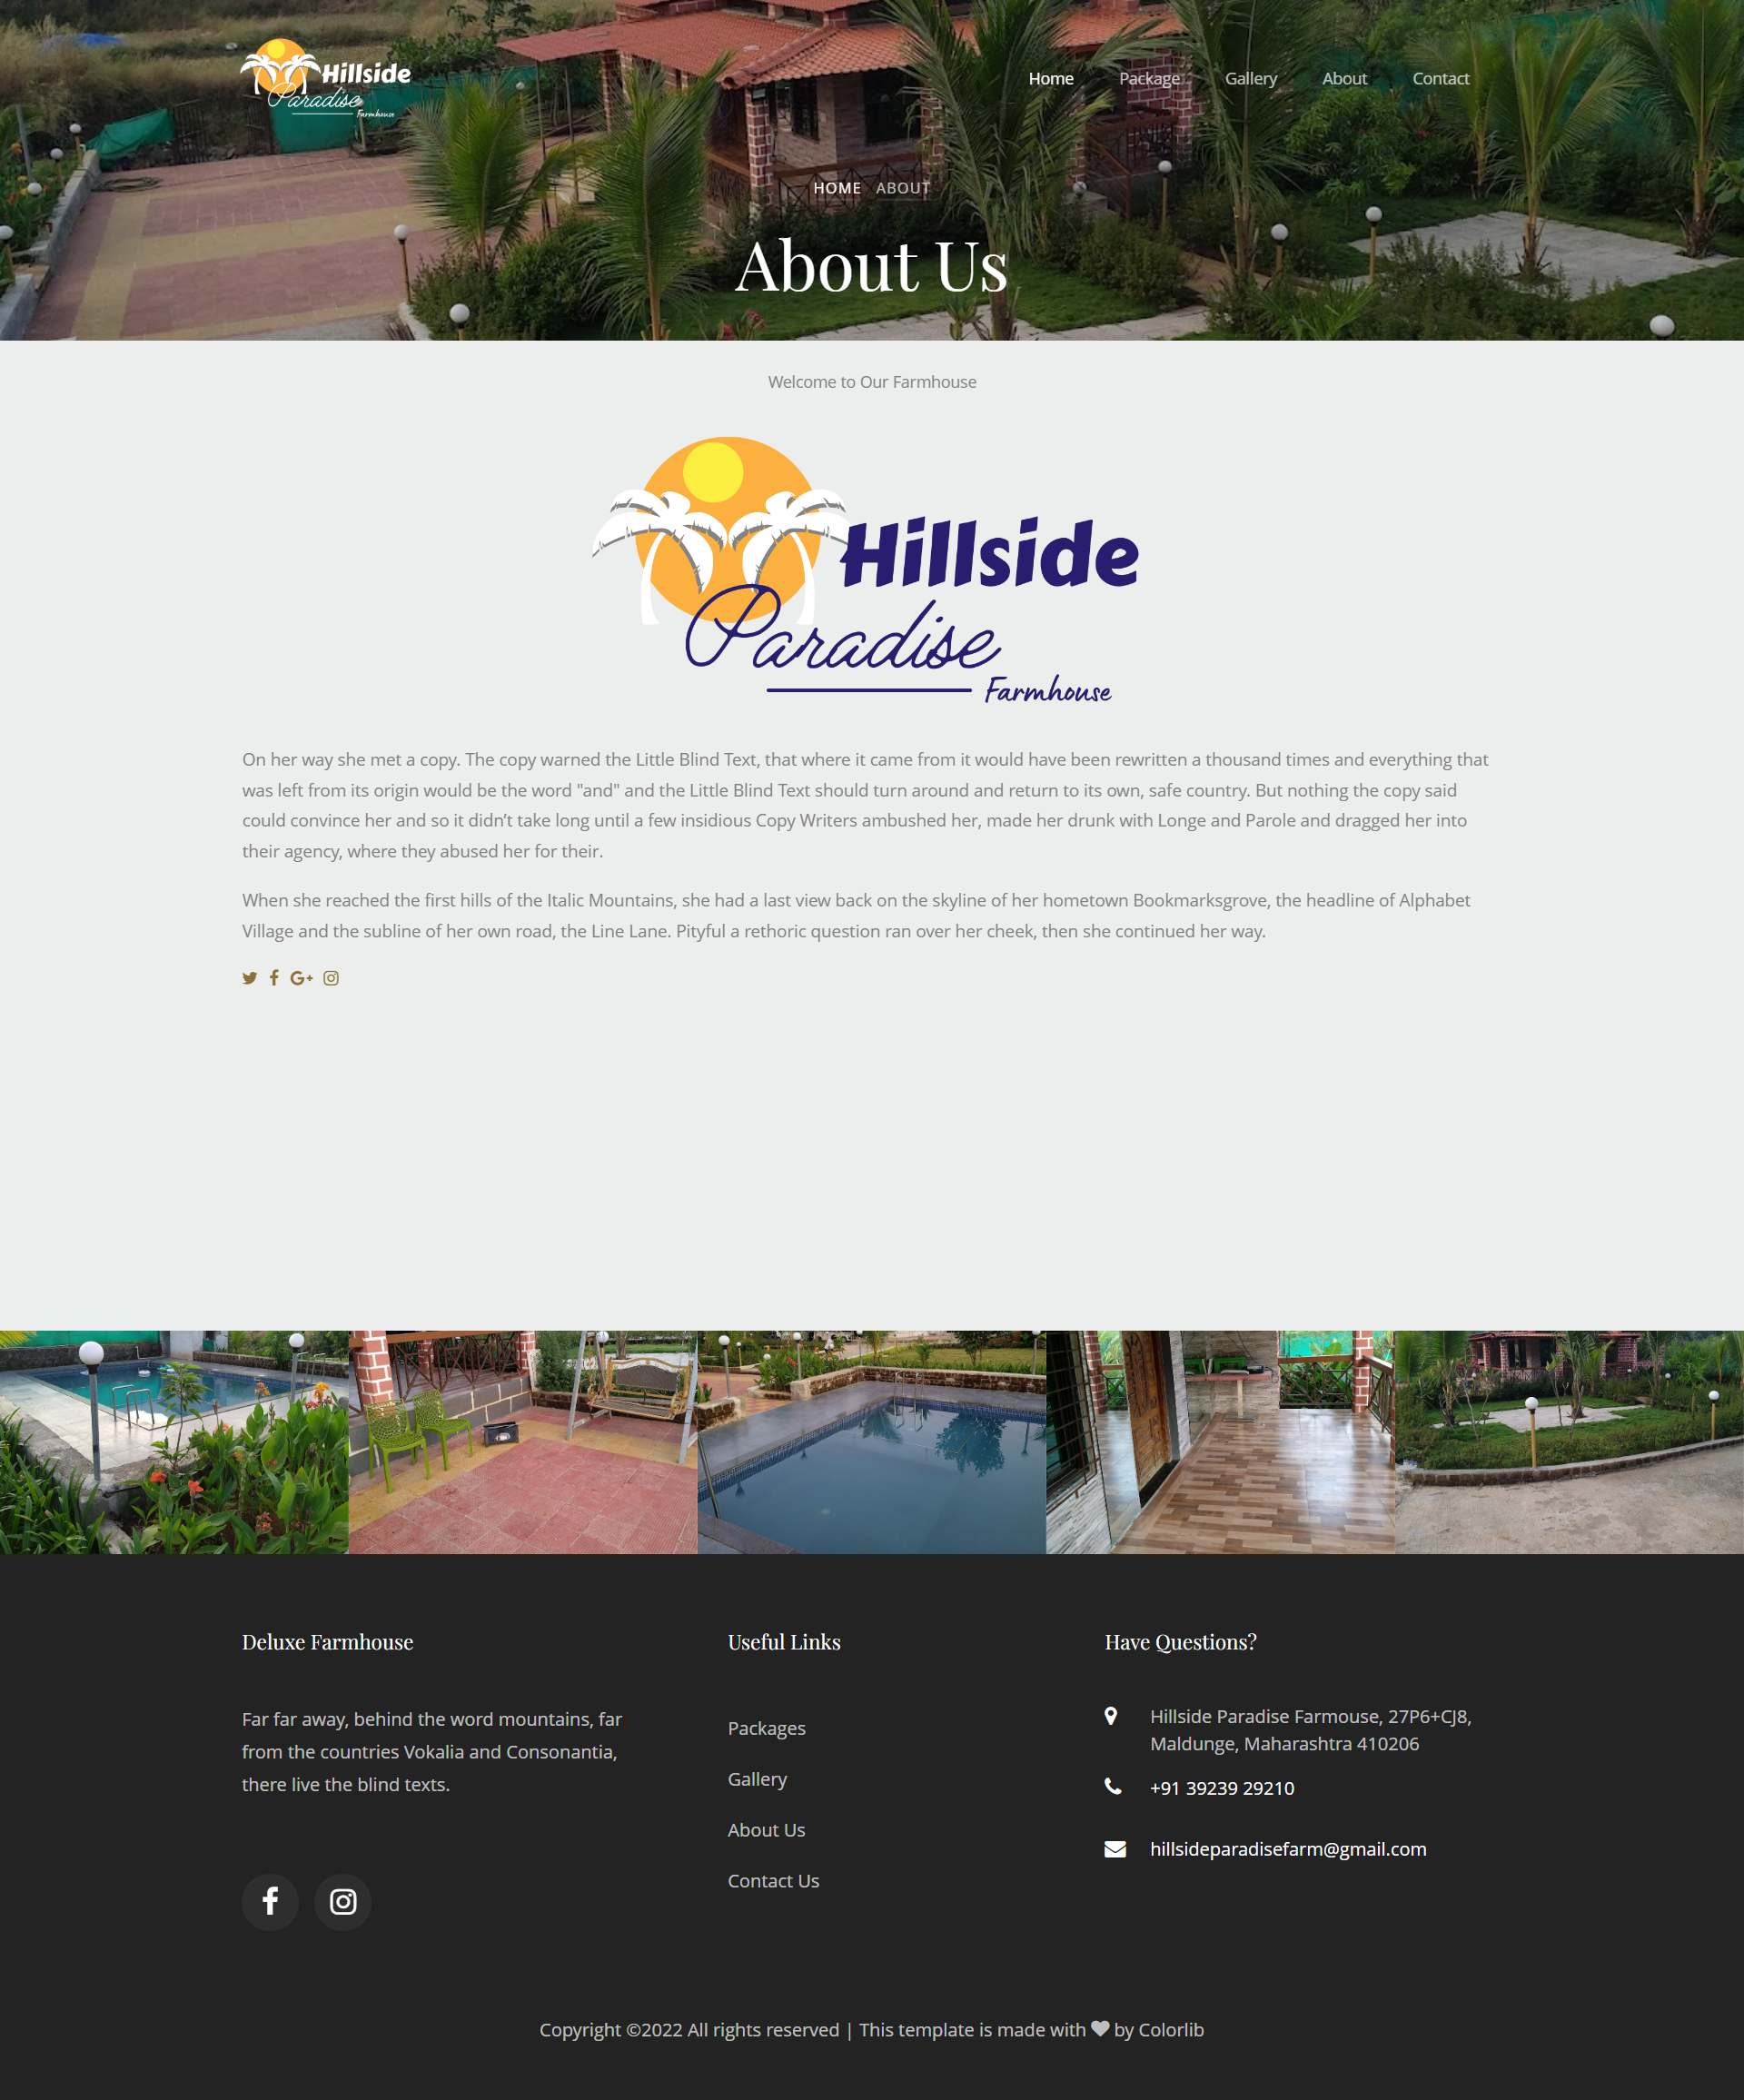 Hillside
Paradise
Farmhouse
Home Package Gallery About Contact
HOME ABOUT
About Us
Welcome to Our Farmhouse
Hillside
Paradise
Farmhouse
On her way she met a copy. The copy warned the Little Blind Text, that where it came from it would have been rewritten a thousand times and everything that
was left from its origin would be the word "and" and the Little Blind Text should turn around and return to its own, safe country. But nothing the copy said
could convince her and so it didn’t take long until a few insidious Copy Writers ambushed her, made her drunk with Longe and Parole and dragged her into
their agency, where they abused her for their.
When she reached the first hills of the Italic Mountains, she had a last view back on the skyline of her hometown Bookmarksgrove, the headline of Alphabet
Village and the subline of her own road, the Line Lane. Pityful a rethoric question ran over her cheek, then she continued her way.
Deluxe Farmhouse
Far far away, behind the word mountains, far
from the countries Vokalia and Consonantia,
there live the blind texts.
Useful Links
Packages
Gallery
About Us
Contact Us
Have Questions?
Hillside Paradise Farmouse, 27P6+CJ8,
Maldunge, Maharashtra 410206
+91 39239 29210
hillsideparadisefarm@gmail.com
Copyright ©2022 All rights reserved | This template is made with ♥ by Colorlib